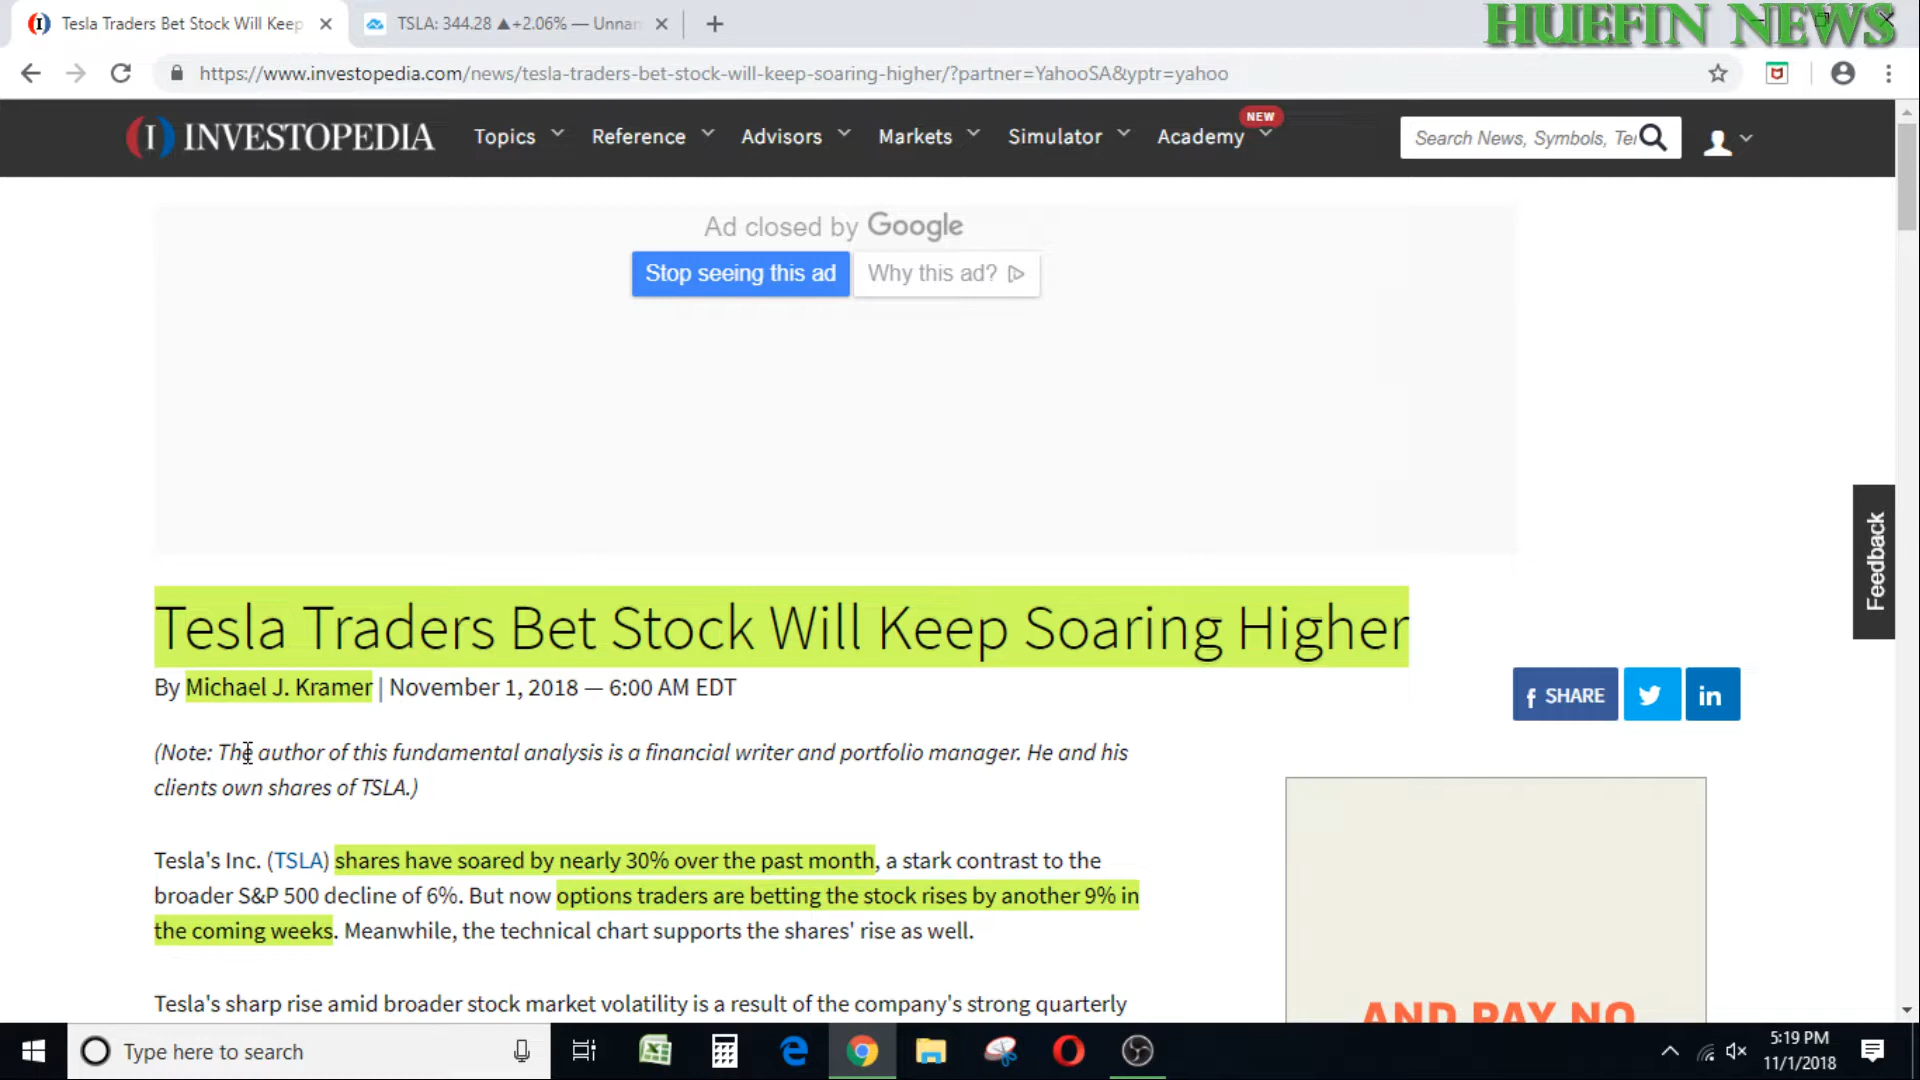 HUEFIN NEWS
Tesla Traders Bet Stock Will Keep
TSLA: 344.28 ▲+2.06% — Unnan
https://www.investopedia.com/news/tesla-traders-bet-stock-will-keep-soaring-higher/?partner=YahooSA&yptr=yahoo
INVESTOPEDIA Topics Reference Advisors Markets Simulator Academy NEW Search News, Symbols, Ter
Ad closed by Google
Stop seeing this ad Why this ad?
Feedback
Tesla Traders Bet Stock Will Keep Soaring Higher
By Michael J. Kramer | November 1, 2018 — 6:00 AM EDT
f SHARE in
(Note: The author of this fundamental analysis is a financial writer and portfolio manager. He and his
clients own shares of TSLA.)
Tesla's Inc. (TSLA) shares have soared by nearly 30% over the past month, a stark contrast to the
broader S&P 500 decline of 6%. But now options traders are betting the stock rises by another 9% in
the coming weeks. Meanwhile, the technical chart supports the shares' rise as well.
Tesla's sharp rise amid broader stock market volatility is a result of the company's strong quarterly
AND PAY NO
Type here to search
5:19 PM
11/1/2018